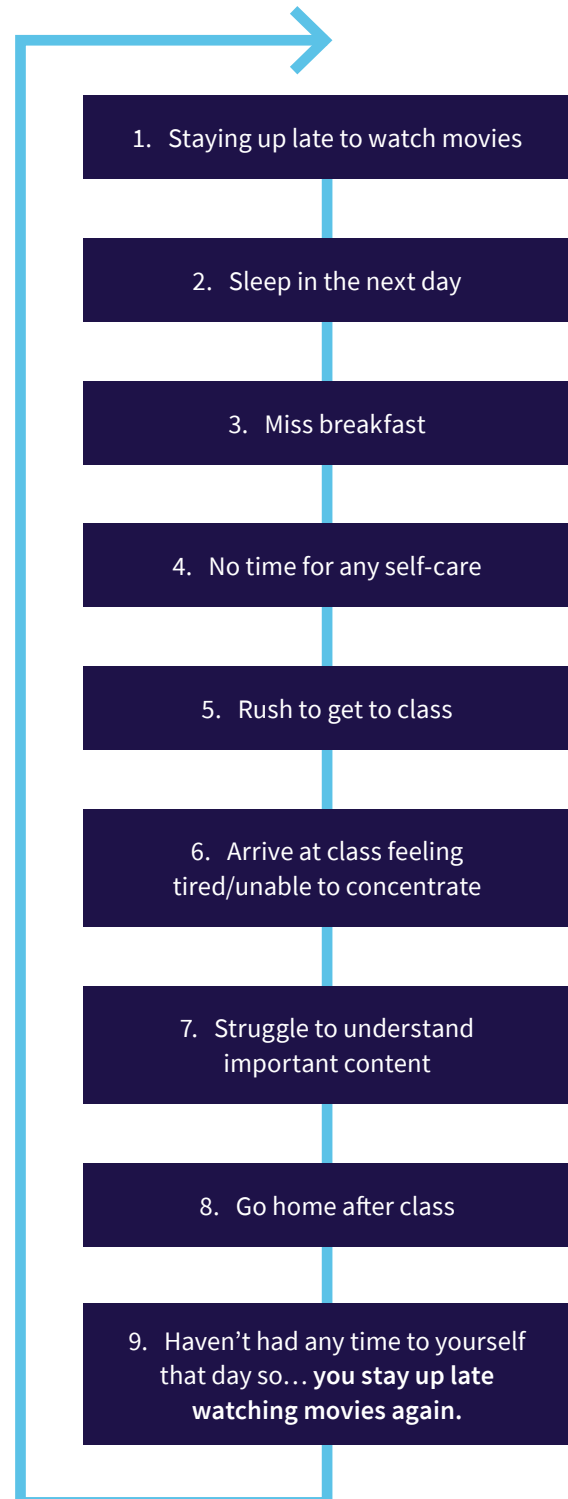 1. Staying up late to watch movies
2. Sleep in the next day
3. Miss breakfast
4. No time for any self-care
5. Rush to get to class
6. Arrive at class feeling
tired/unable to concentrate
7. Struggle to understand
important content
8. Go home after class
9. Haven’t had any time to yourself
that day so… you stay up late
watching movies again.